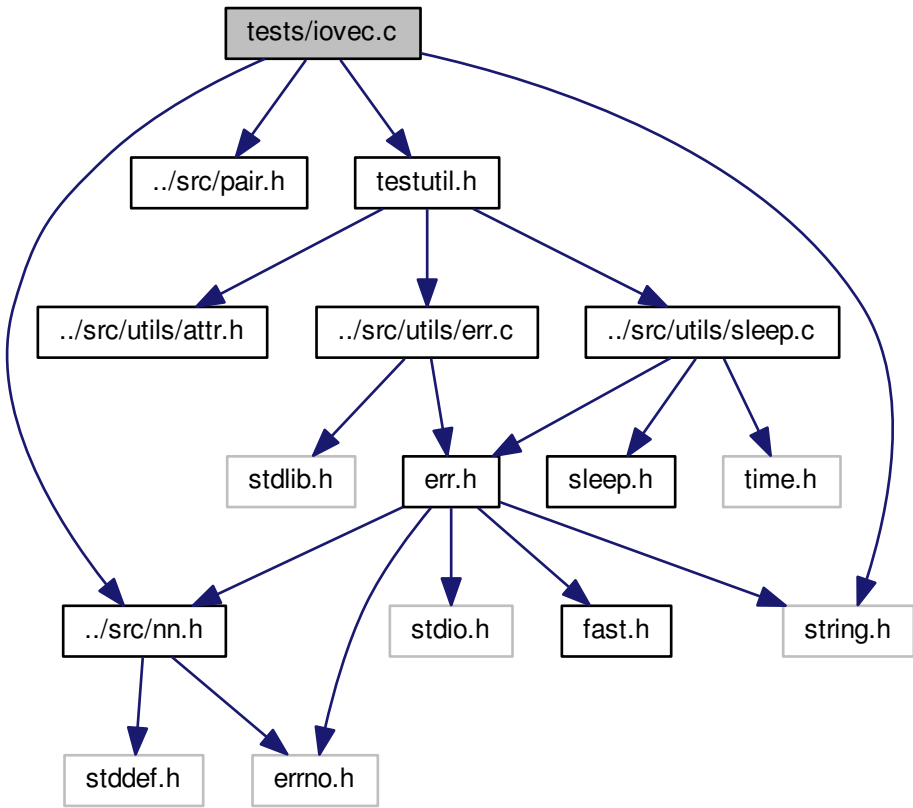 tests/iovec.c
../src/pair.h
testutil.h
../src/utils/attr.h
../src/utils/err.c
../src/utils/sleep.c
stdlib.h
err.h
sleep.h
time.h
../src/nn.h
stdio.h
fast.h
string.h
stddef.h
errno.h